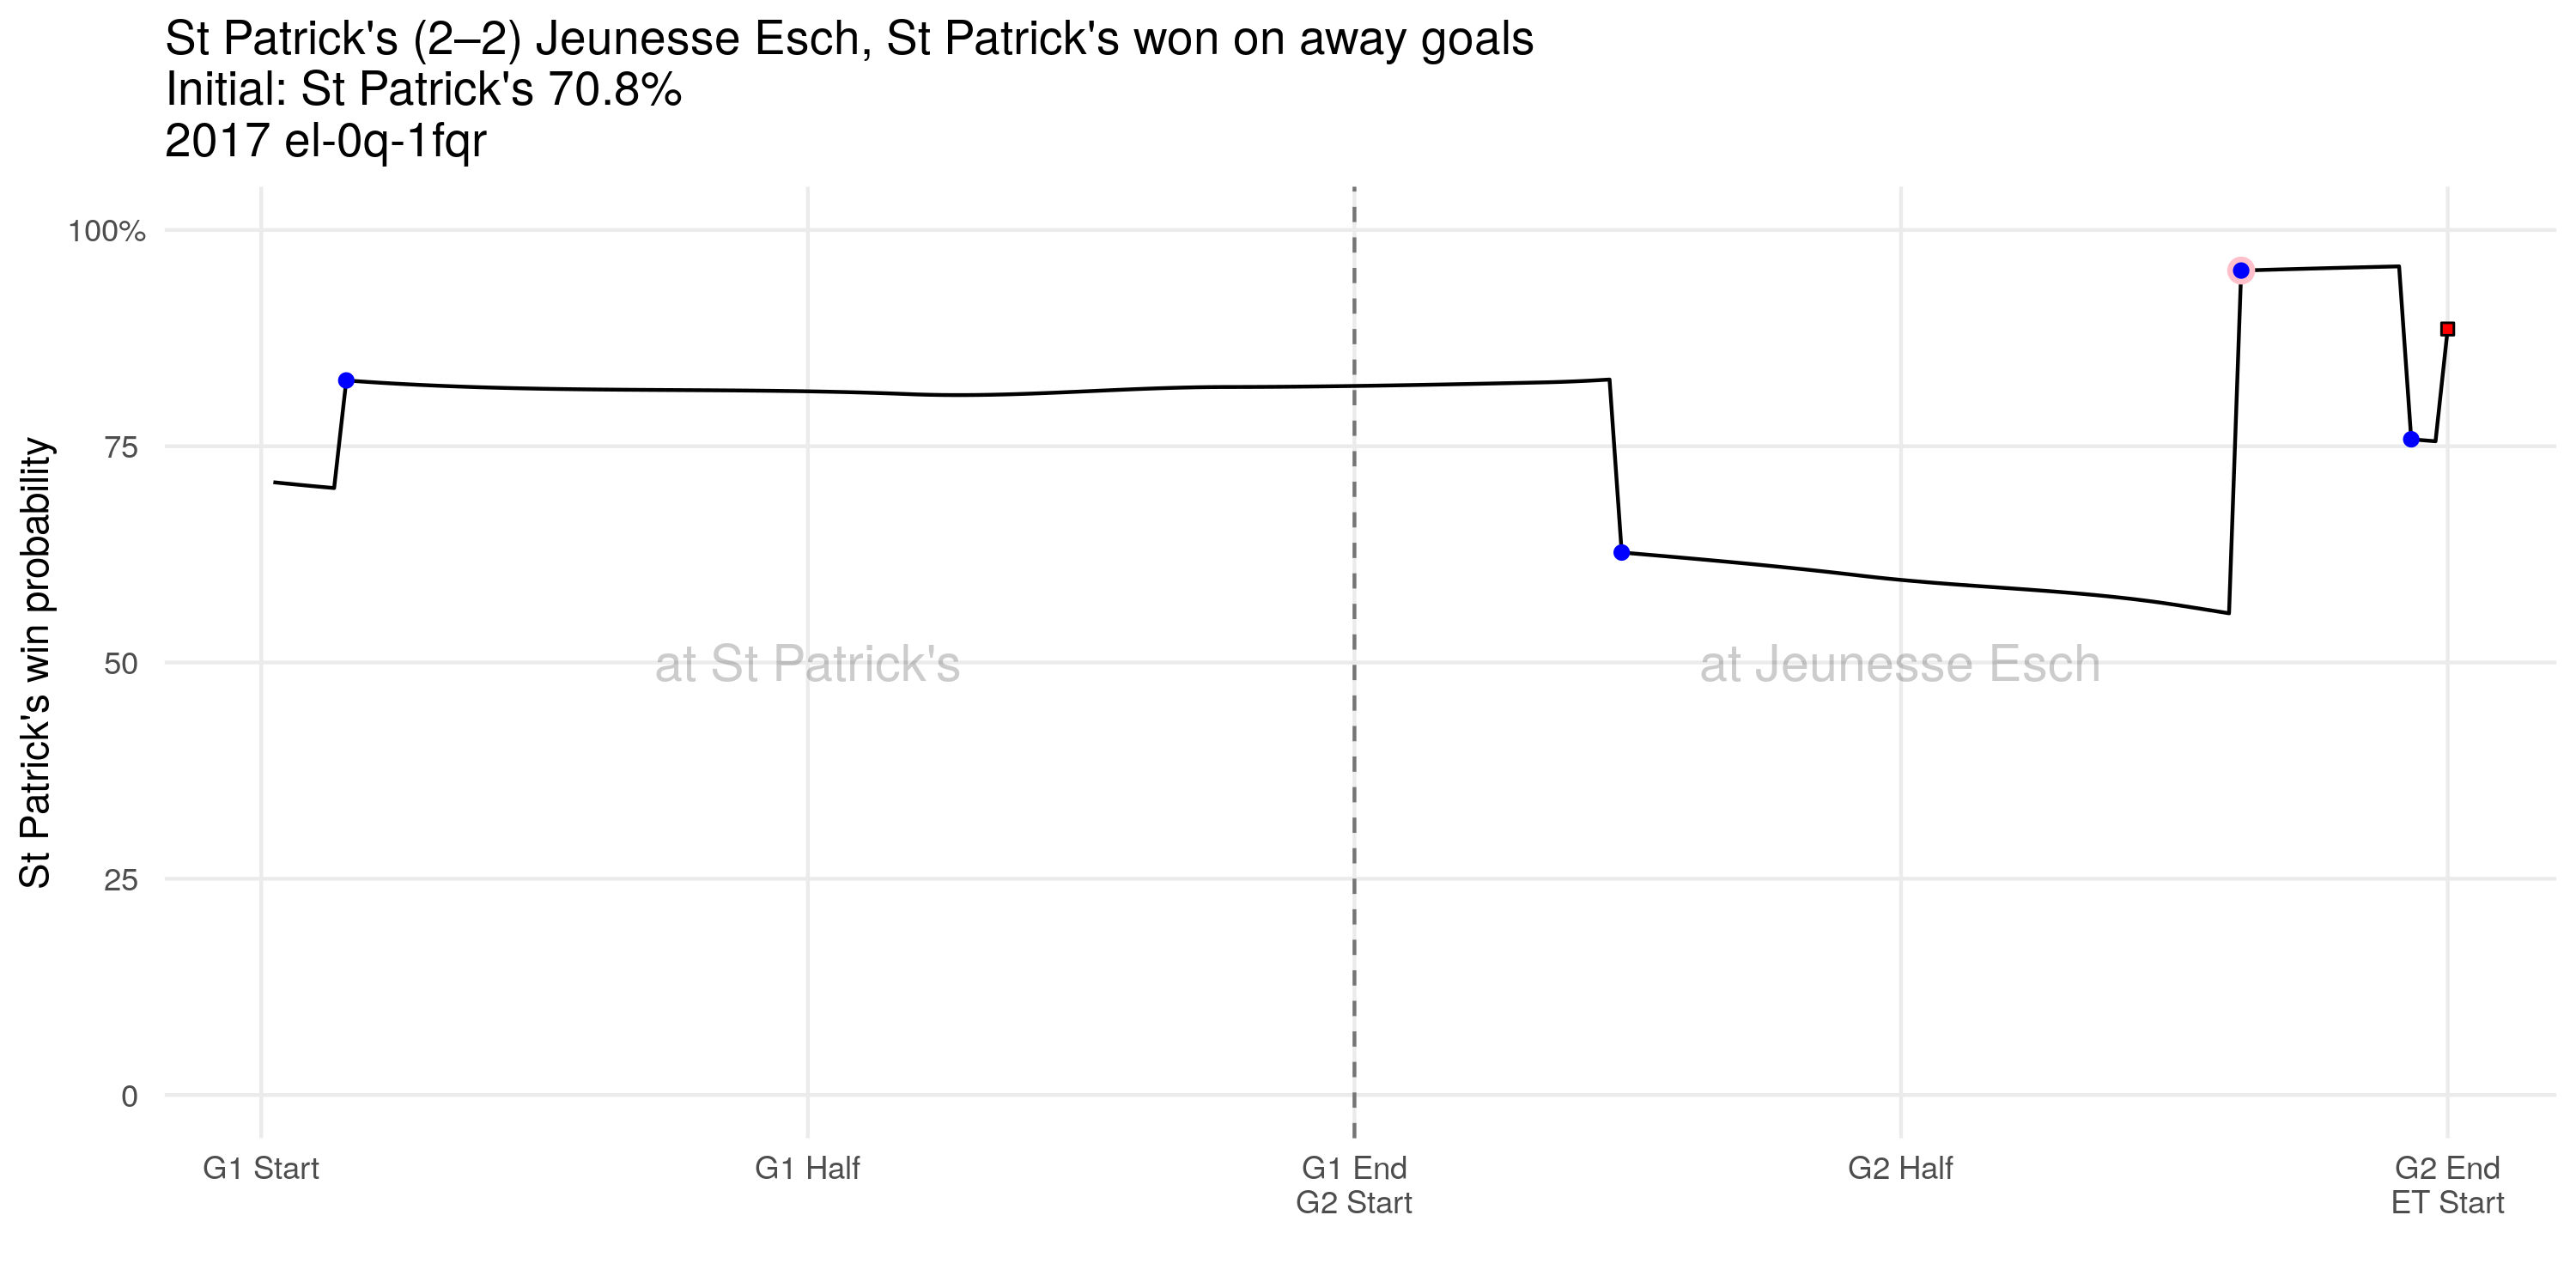 St Patrick's (2–2) Jeunesse Esch, St Patrick's won on away goals
Initial: St Patrick's 70.8%
2017 el-0q-1fqr
St Patrick's win probability
100%
75
50
25
0
at St Patrick's
at Jeunesse Esch
G1 Start
G1 Half
G1 End
G2 Start
G2 Half
G2 End
ET Start